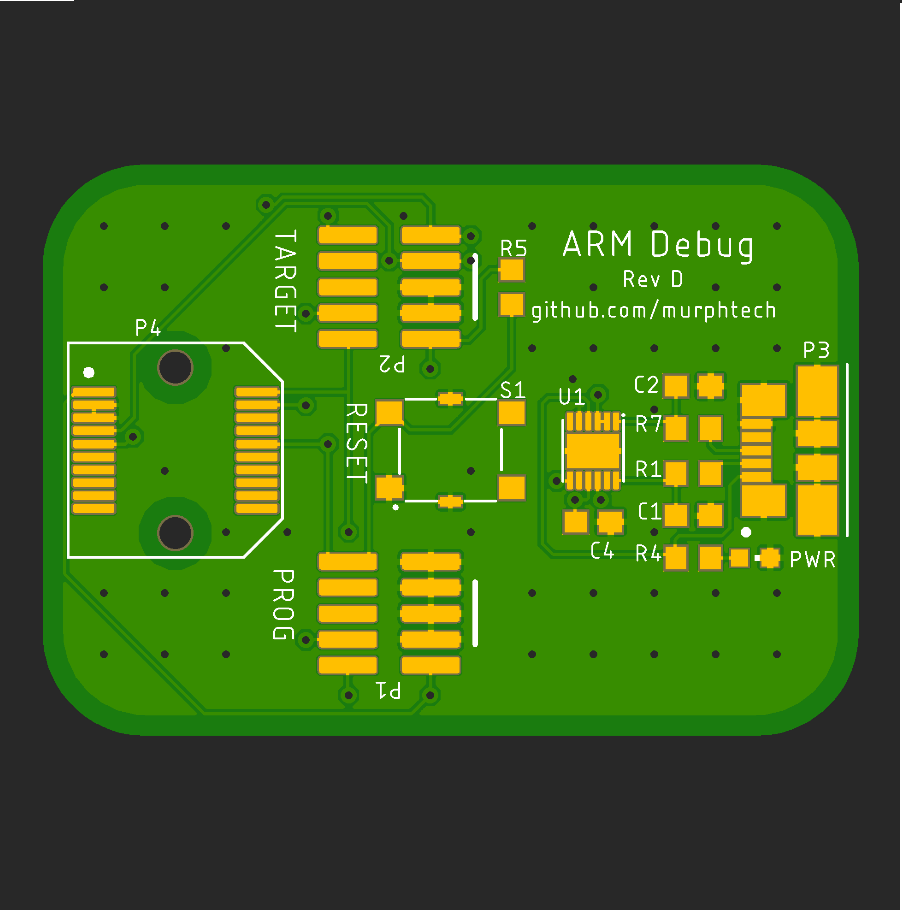 ARM Debug
Rev D
github.com/murphtech
TARGET
R5
P4
P2
P3
S1
C2
U1
RESET
R7
R1
C1
C4
R4
PWR
PROG
P1